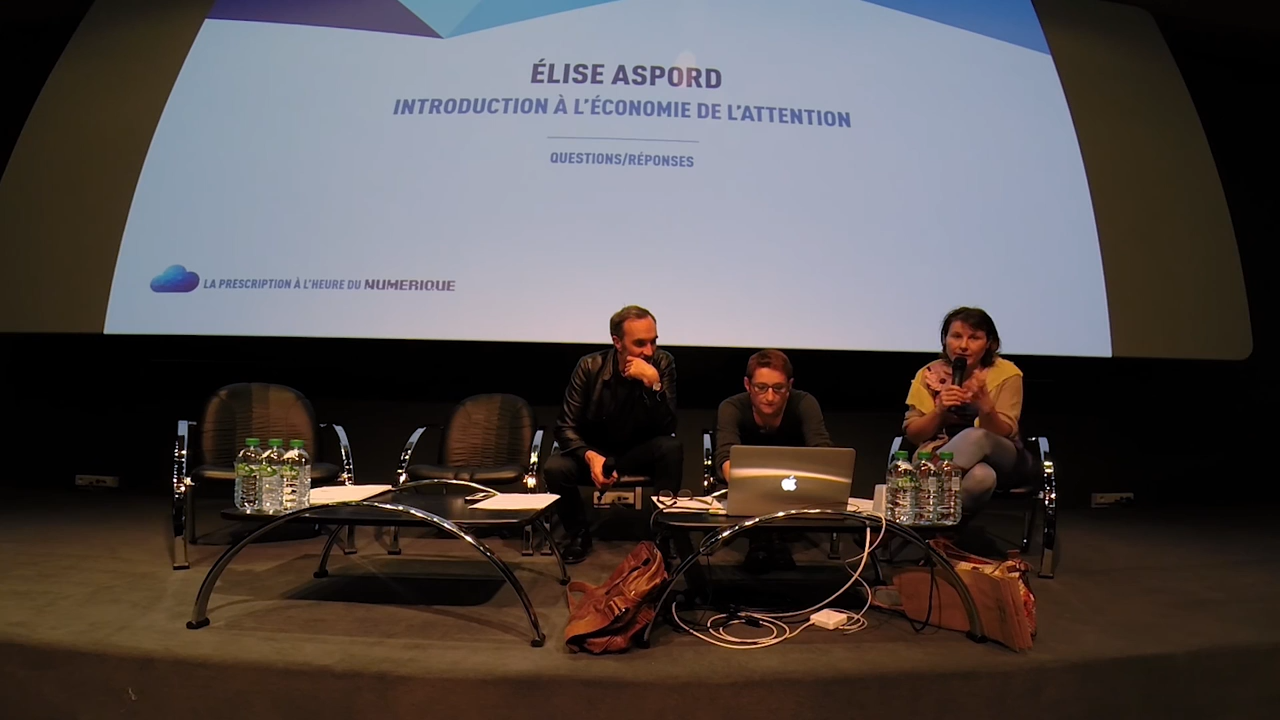 ÉLISE ASPORD
INTRODUCTION À L'ÉCONOMIE DE L'ATTENTION
QUESTIONS/RÉPONSES
LA PRESCRIPTION À L'HEURE DU NUMERIQUE